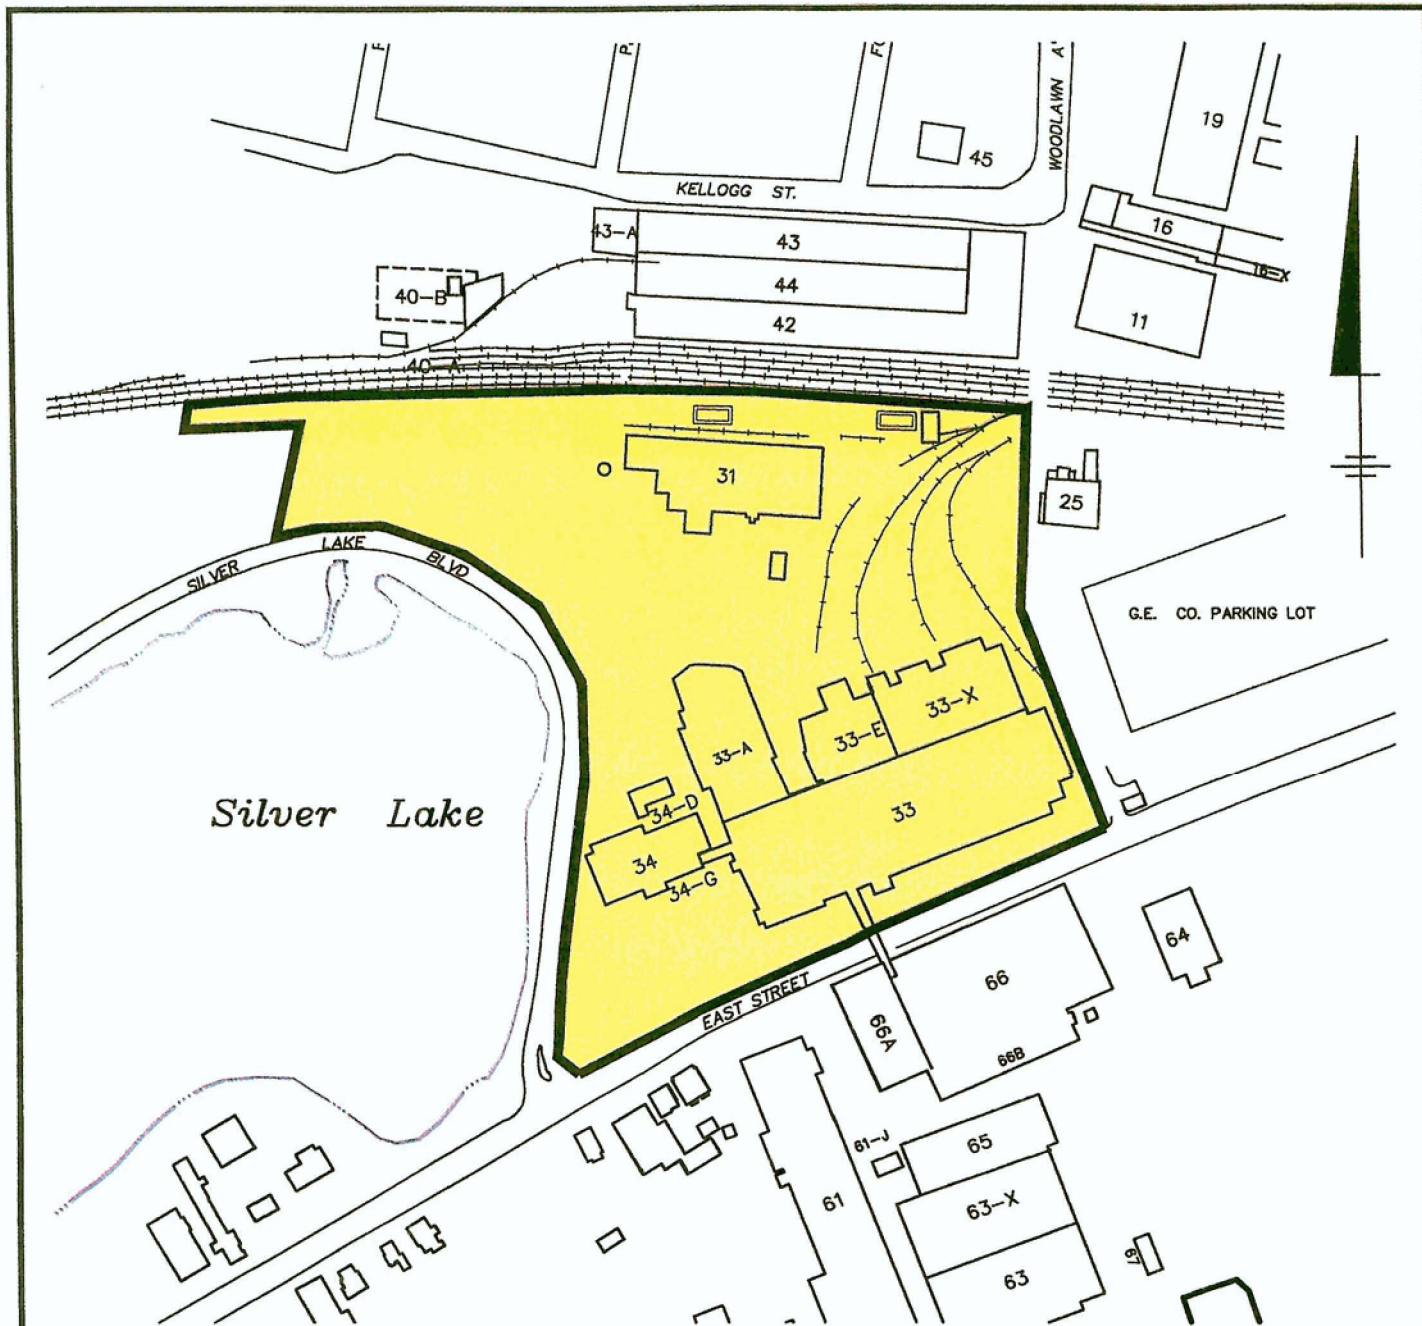 WOODLAWN
19
45
KELLOGG ST.
16
43-A
43
16-X
44
40-B
42
11
40-A
31
25
SILVER LAKE BLVD
G.E. CO. PARKING LOT
33-X
33-E
33-A
Silver Lake
34-D
33
34
34-G
64
66
EAST STREET
66A
66B
61-J
65
61
63-X
67
63